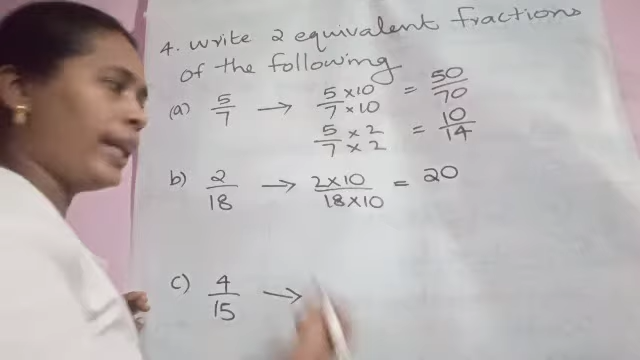 4. Write 2 equivalent fractions
of the following
(a) 5/7 → 5 × 10 / 7 × 10 = 50/70
5 × 2 / 7 × 2 = 10/14
b) 2/18 → 2 × 10 / 18 × 10 = 20
c) 4/15 →